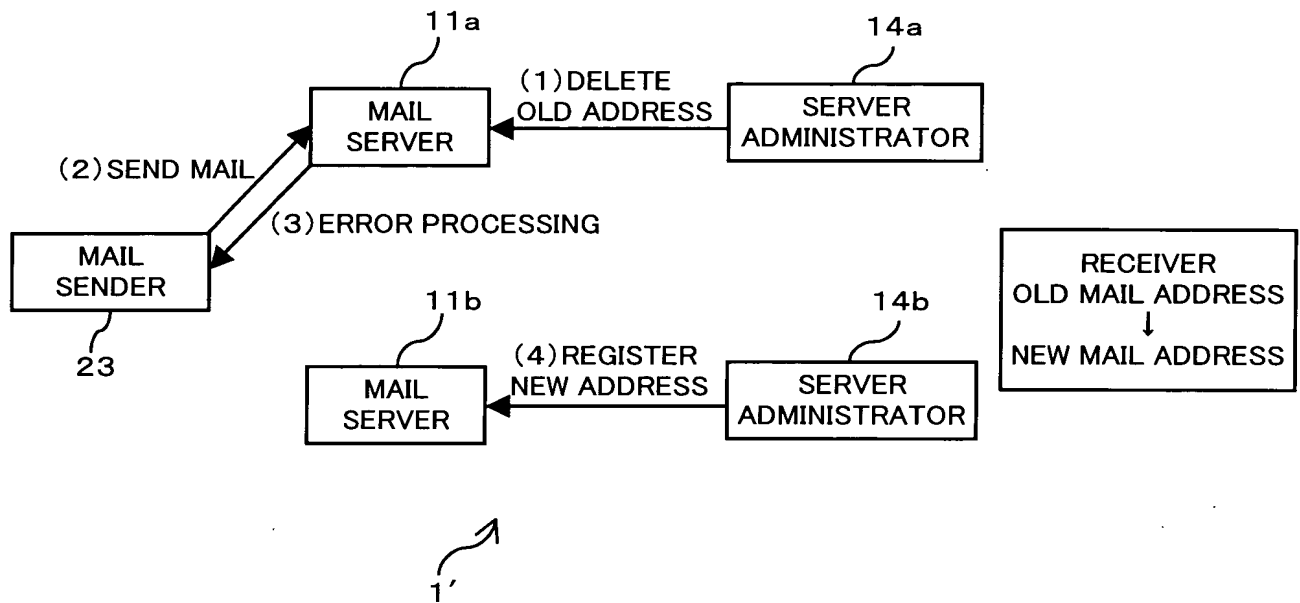 11a
14a
MAIL
SERVER
(1)DELETE
OLD ADDRESS
SERVER
ADMINISTRATOR
(2)SEND MAIL
(3)ERROR PROCESSING
MAIL
SENDER
23
RECEIVER
OLD MAIL ADDRESS
↓
NEW MAIL ADDRESS
11b
14b
MAIL
SERVER
(4)REGISTER
NEW ADDRESS
SERVER
ADMINISTRATOR
1′